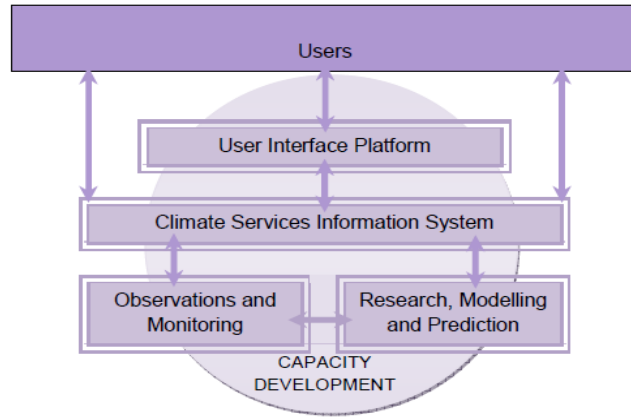 Users
User Interface Platform
Climate Services Information System
Observations and
Monitoring
Research, Modelling
and Prediction
CAPACITY
DEVELOPMENT